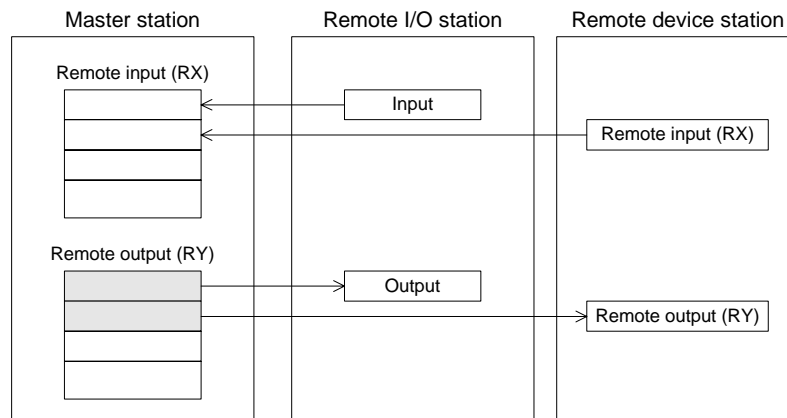 Master station
Remote I/O station
Remote device station
Remote input (RX)
Input
Remote input (RX)
Remote output (RY)
Output
Remote output (RY)